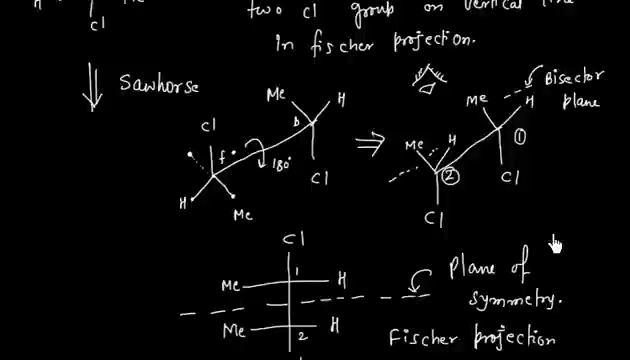 Cl
two Cl group on vertical line
in fischer projection.
Sawhorse
Bisector
plane
Me
H
b
Cl
f
180°
Cl
H
Me
Me
H
①
Cl
Me
H
②
Cl
Cl
Me
1
H
Me
2
H
Plane of
symmetry.
Fischer projection